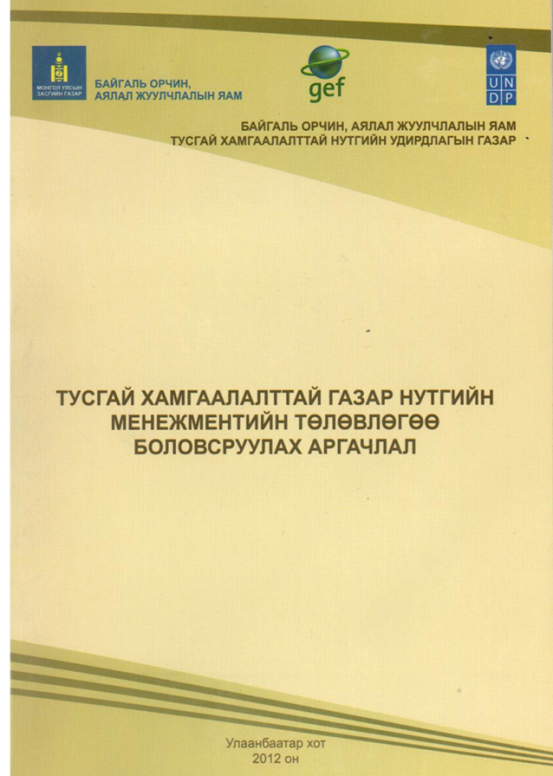 МОНГОЛ УЛСЫН
ЗАСГИЙН ГАЗАР
БАЙГАЛЬ ОРЧИН,
АЯЛАЛ ЖУУЛЧЛАЛЫН ЯАМ
gef
U N
D P
БАЙГАЛЬ ОРЧИН, АЯЛАЛ ЖУУЛЧЛАЛЫН ЯАМ
ТУСГАЙ ХАМГААЛАЛТТАЙ НУТГИЙН УДИРДЛАГЫН ГАЗАР
ТУСГАЙ ХАМГААЛАЛТТАЙ ГАЗАР НУТГИЙН
МЕНЕЖМЕНТИЙН ТӨЛӨВЛӨГӨӨ
БОЛОВСРУУЛАХ АРГАЧЛАЛ
Улаанбаатар хот
2012 он